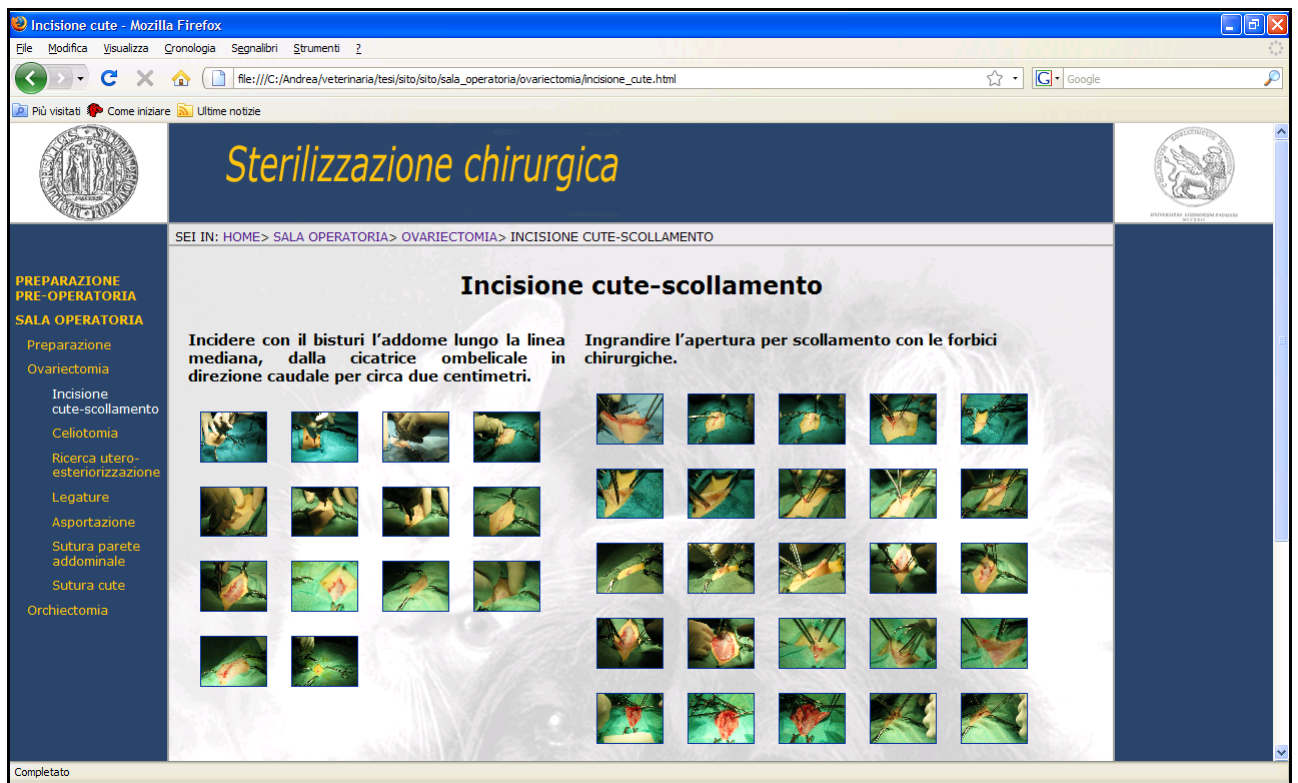 Incisione cute - Mozilla Firefox
File Modifica Visualizza Cronologia Segnalibri Strumenti ?
file:///C:/Andrea/veterinaria/tesi/sito/sito/sala_operatoria/ovariectomia/incisione_cute.html
G Google
Più visitati Come iniziare Ultime notizie
Sterilizzazione chirurgica
SEI IN: HOME> SALA OPERATORIA> OVARIECTOMIA> INCISIONE CUTE-SCOLLAMENTO
PREPARAZIONE
PRE-OPERATORIA
SALA OPERATORIA
Preparazione
Ovariectomia
Incisione
cute-scollamento
Celiotomia
Ricerca utero-
esteriorizzazione
Legature
Asportazione
Sutura parete
addominale
Sutura cute
Orchiectomia
Incisione cute-scollamento
Incidere con il bisturi l'addome lungo la linea
mediana, dalla cicatrice ombelicale in
direzione caudale per circa due centimetri.
Ingrandire l'apertura per scollamento con le forbici
chirurgiche.
Completato